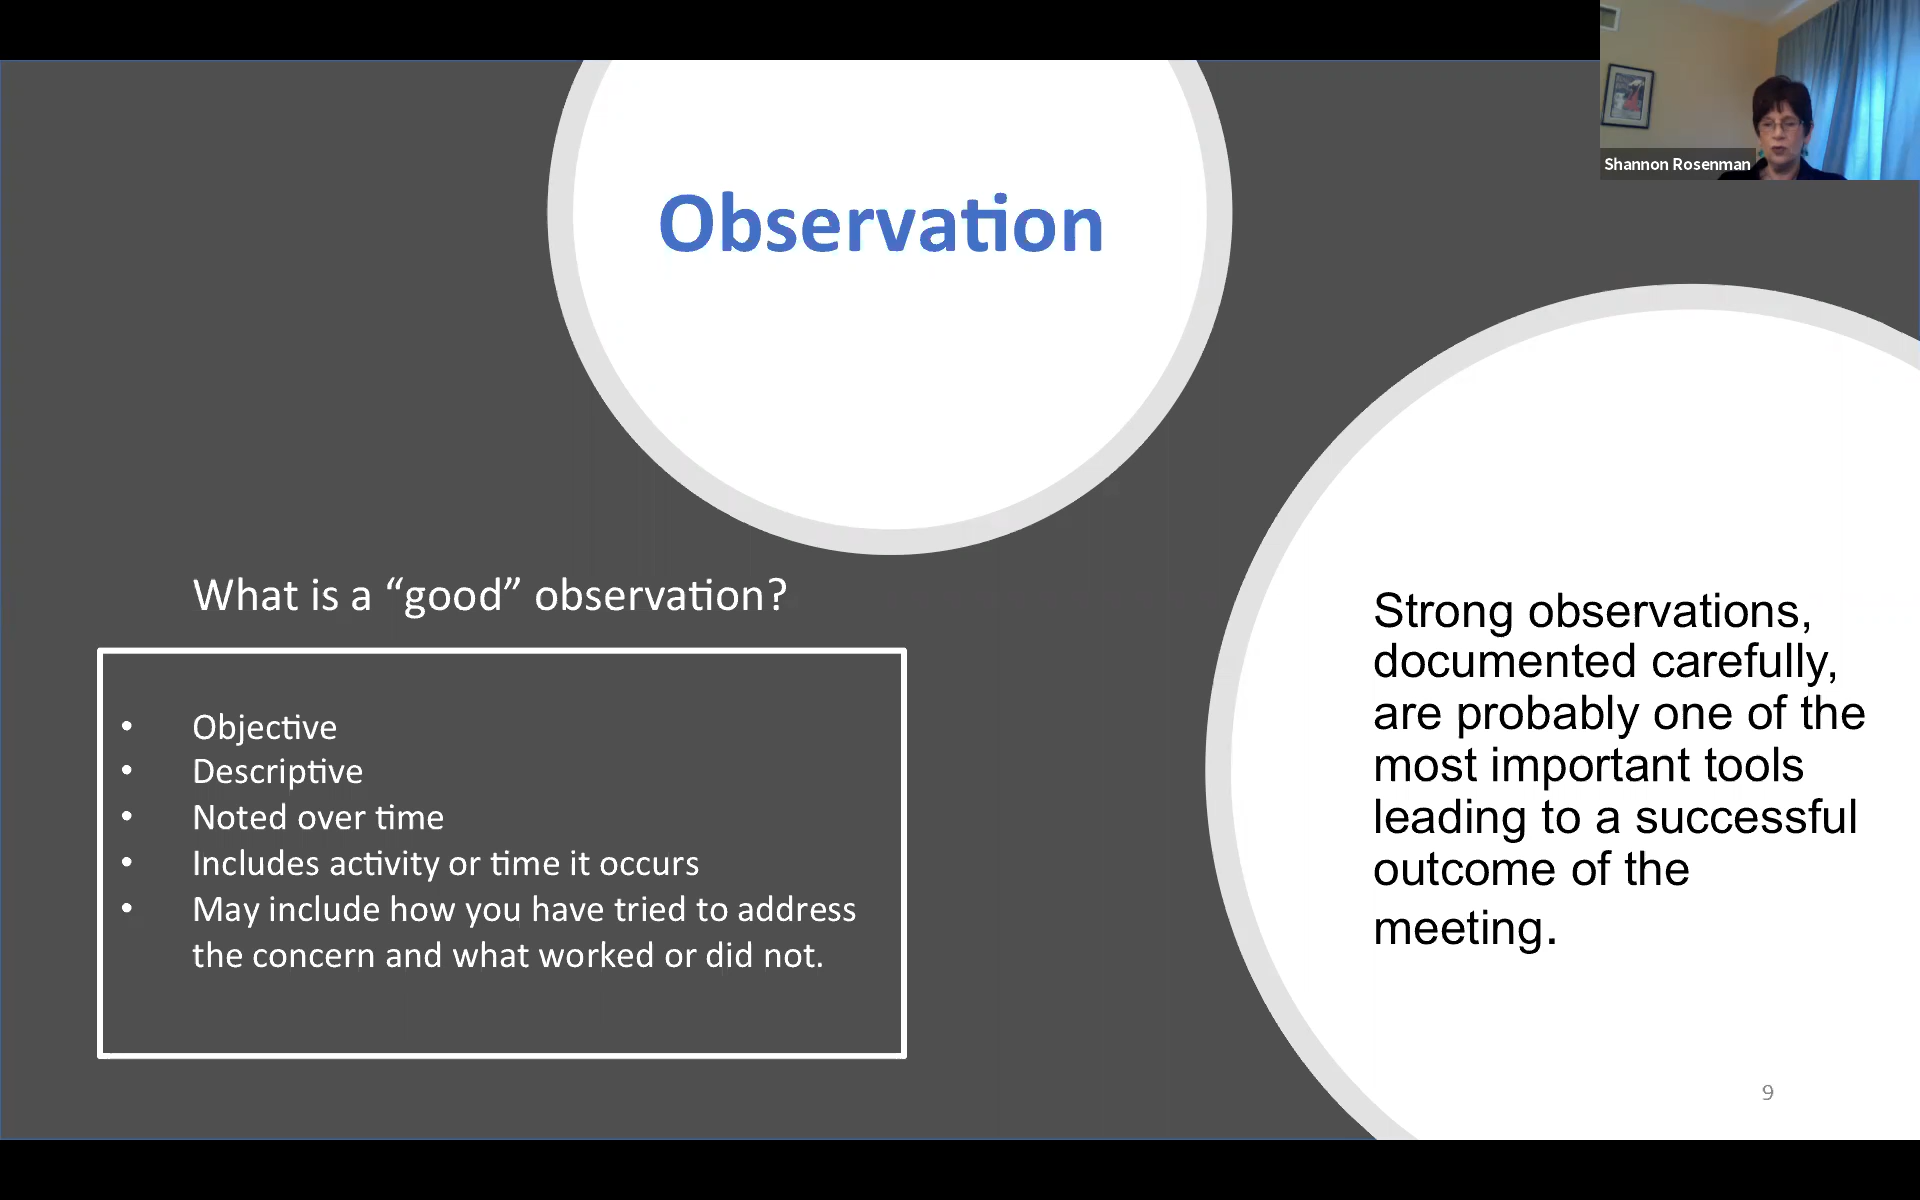 Shannon Rosenman
Observation
What is a “good” observation?
• Objective
• Descriptive
• Noted over time
• Includes activity or time it occurs
• May include how you have tried to address
the concern and what worked or did not.
Strong observations,
documented carefully,
are probably one of the
most important tools
leading to a successful
outcome of the
meeting.
9